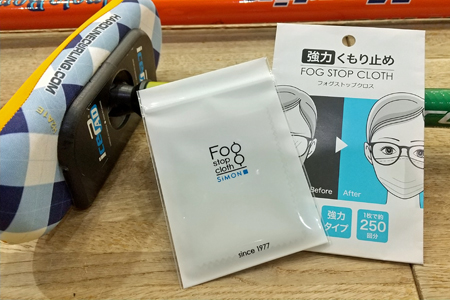 HARDLINECURLING.COM
Fog
stop
cloth
SIMON
since 1977
強力 くもり止め
FOG STOP CLOTH
フォグストップクロス
Before
After
強力
タイプ
1枚で約
250
回分